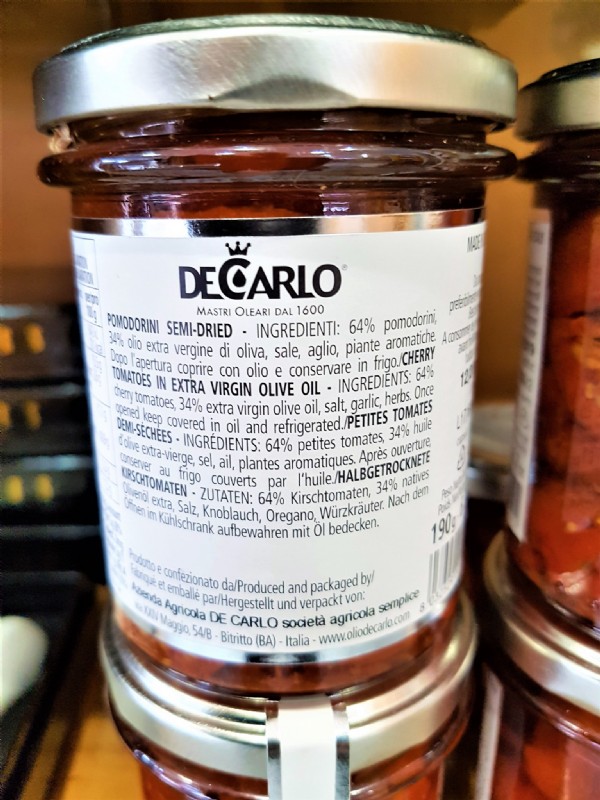 DECARLO
MASTRI OLEARI DAL 1600
POMODORINI SEMI-DRIED - INGREDIENTI: 64% pomodorini,
34% olio extra vergine di oliva, sale, aglio, piante aromatiche.
Dopo l'apertura coprire con olio e conservare in frigo./CHERRY
TOMATOES IN EXTRA VIRGIN OLIVE OIL - INGREDIENTS: 64%
cherry tomatoes, 34% extra virgin olive oil, salt, garlic, herbs. Once
opened keep covered in oil and refrigerated./PETITES TOMATES
DEMI-SÉCHÉES - INGRÉDIENTS: 64% petites tomates, 34% huile
d'olive extra-vierge, sel, ail, plantes aromatiques. Après ouverture,
conserver au frigo couverts par l'huile./HALBGETROCKNETE
KIRSCHTOMATEN - ZUTATEN: 64% Kirschtomaten, 34% natives
Olivenöl extra, Salz, Knoblauch, Oregano, Würzkräuter. Nach dem
Öffnen im Kühlschrank aufbewahren mit Öl bedecken.
190g
Prodotto e confezionato da/Produced and packaged by/
Fabriqué et emballé par/Hergestellt und verpackt von:
Azienda Agricola DE CARLO società agricola semplice
via XXIV Maggio, 54/B - Bitritto (BA) - Italia - www.oliodecarlo.com
8
MADE